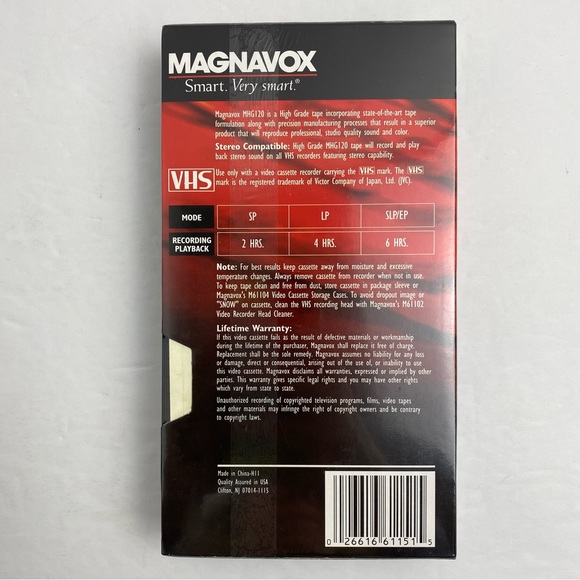 MAGNAVOX
Smart. Very smart.®
Magnavox MHG120 is a High Grade tape incorporating state-of-the-art tape
formulation along with precision manufacturing processes that result in a superior
product that will reproduce professional, studio quality sound and color.
Stereo Compatible: High Grade MHG120 tape will record and play
back stereo sound on all VHS recorders featuring stereo capability.
VHS Use only with a video cassette recorder carrying the VHS mark. The VHS
mark is the registered trademark of Victor Company of Japan, Ltd. (JVC).
MODE SP LP SLP/EP
RECORDING
PLAYBACK 2 HRS. 4 HRS. 6 HRS.
Note: For best results keep cassette away from moisture and excessive
temperature changes. Always remove cassette from recorder when not in use.
To keep tape clean and free from dust, store cassette in package sleeve or
Magnavox's M61104 Video Cassette Storage Cases. To avoid dropout image or
"SNOW" on cassette, clean the VHS recording head with Magnavox's M61102
Video Recorder Head Cleaner.
Lifetime Warranty:
If this video cassette fails as the result of defective materials or workmanship
during the lifetime of the purchaser, Magnavox shall replace it free of charge.
Replacement shall be the sole remedy. Magnavox assumes no liability for any loss
or damage, direct or consequential, arising out of the use of, or inability to use
this video cassette. Magnavox disclaims all warranties, expressed or implied by other
parties. This warranty gives specific legal rights and you may have other rights
which vary from state to state.
Unauthorized recording of copyrighted television programs, films, video tapes
and other materials may infringe the right of copyright owners and be contrary
to copyright laws.
Made in China-H11
Quality Assured in USA
Clifton, NJ 07014-1115
0 26616 61151 5